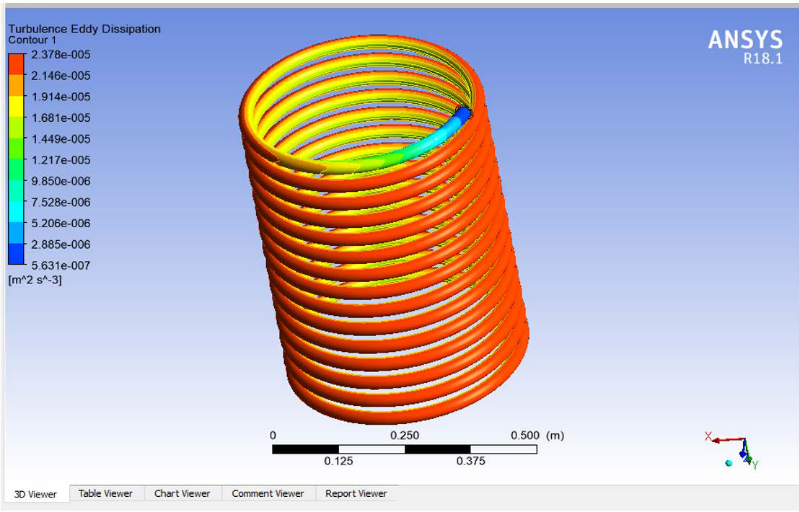 Turbulence Eddy Dissipation
Contour 1
2.378e-005
2.146e-005
1.914e-005
1.681e-005
1.449e-005
1.217e-005
9.850e-006
7.528e-006
5.206e-006
2.885e-006
5.631e-007
[m^2 s^-3]
ANSYS
R18.1
0 0.250 0.500 (m)
0.125 0.375
X
Y
3D Viewer Table Viewer Chart Viewer Comment Viewer Report Viewer